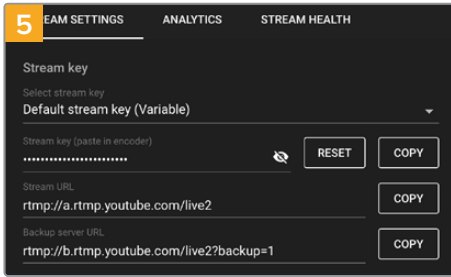 5
EAM SETTINGS ANALYTICS STREAM HEALTH
Stream key
Select stream key
Default stream key (Variable)
Stream key (paste in encoder)
•••••••••••••••••••••••• RESET COPY
Stream URL
rtmp://a.rtmp.youtube.com/live2 COPY
Backup server URL
rtmp://b.rtmp.youtube.com/live2?backup=1 COPY